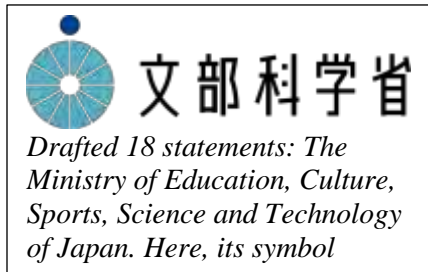 文部科学省
Drafted 18 statements: The
Ministry of Education, Culture,
Sports, Science and Technology
of Japan. Here, its symbol